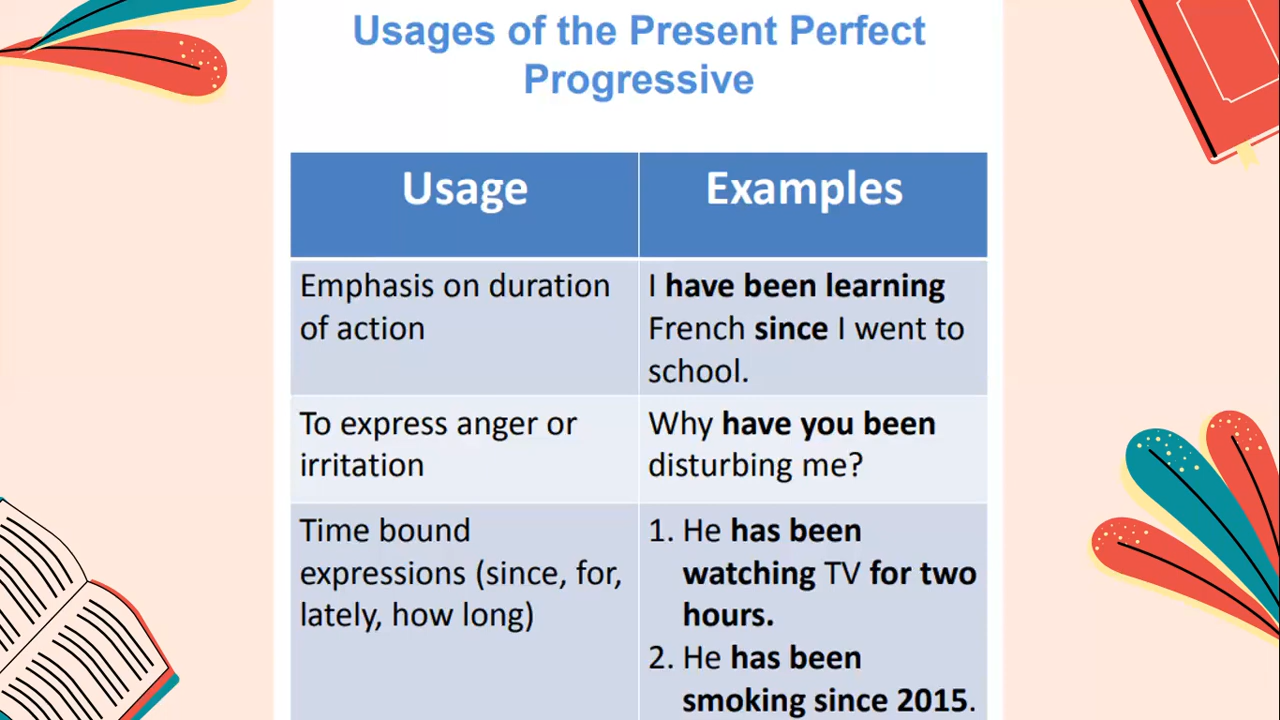 Usages of the Present Perfect
Progressive
Usage
Examples
Emphasis on duration
of action
I have been learning
French since I went to
school.
To express anger or
irritation
Why have you been
disturbing me?
Time bound
expressions (since, for,
lately, how long)
1. He has been
watching TV for two
hours.
2. He has been
smoking since 2015.